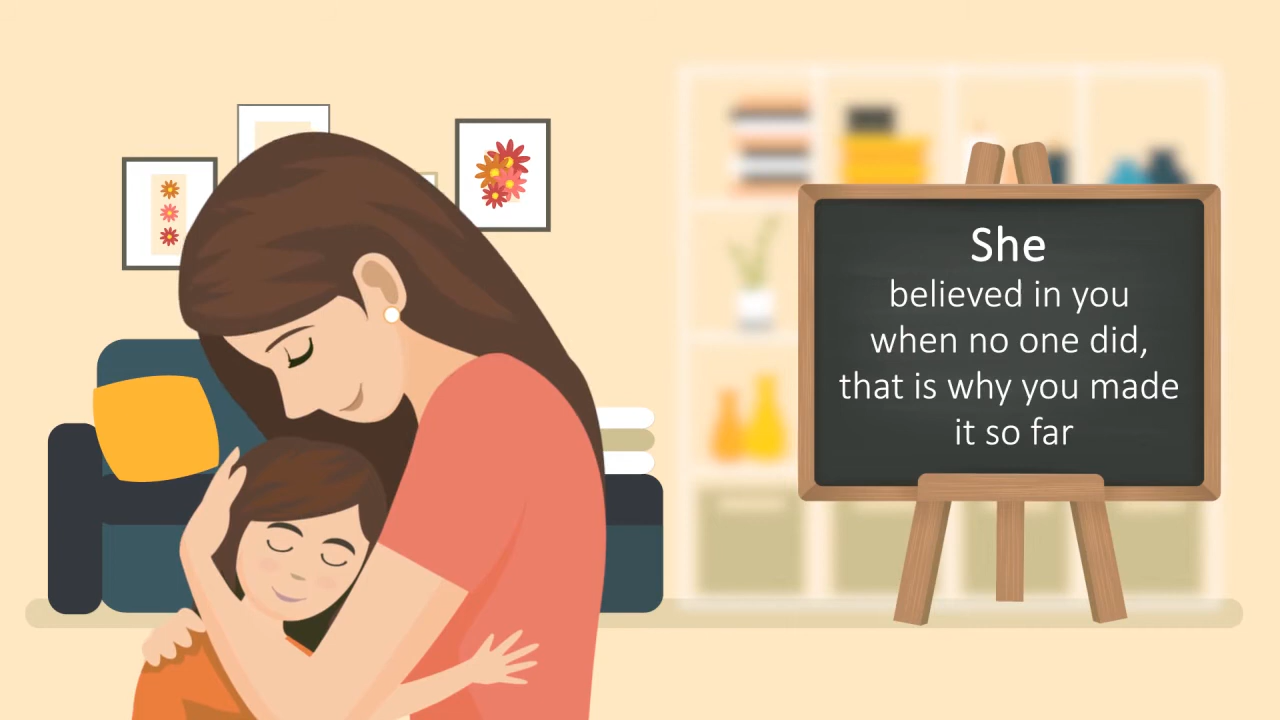 She
believed in you
when no one did,
that is why you made
it so far